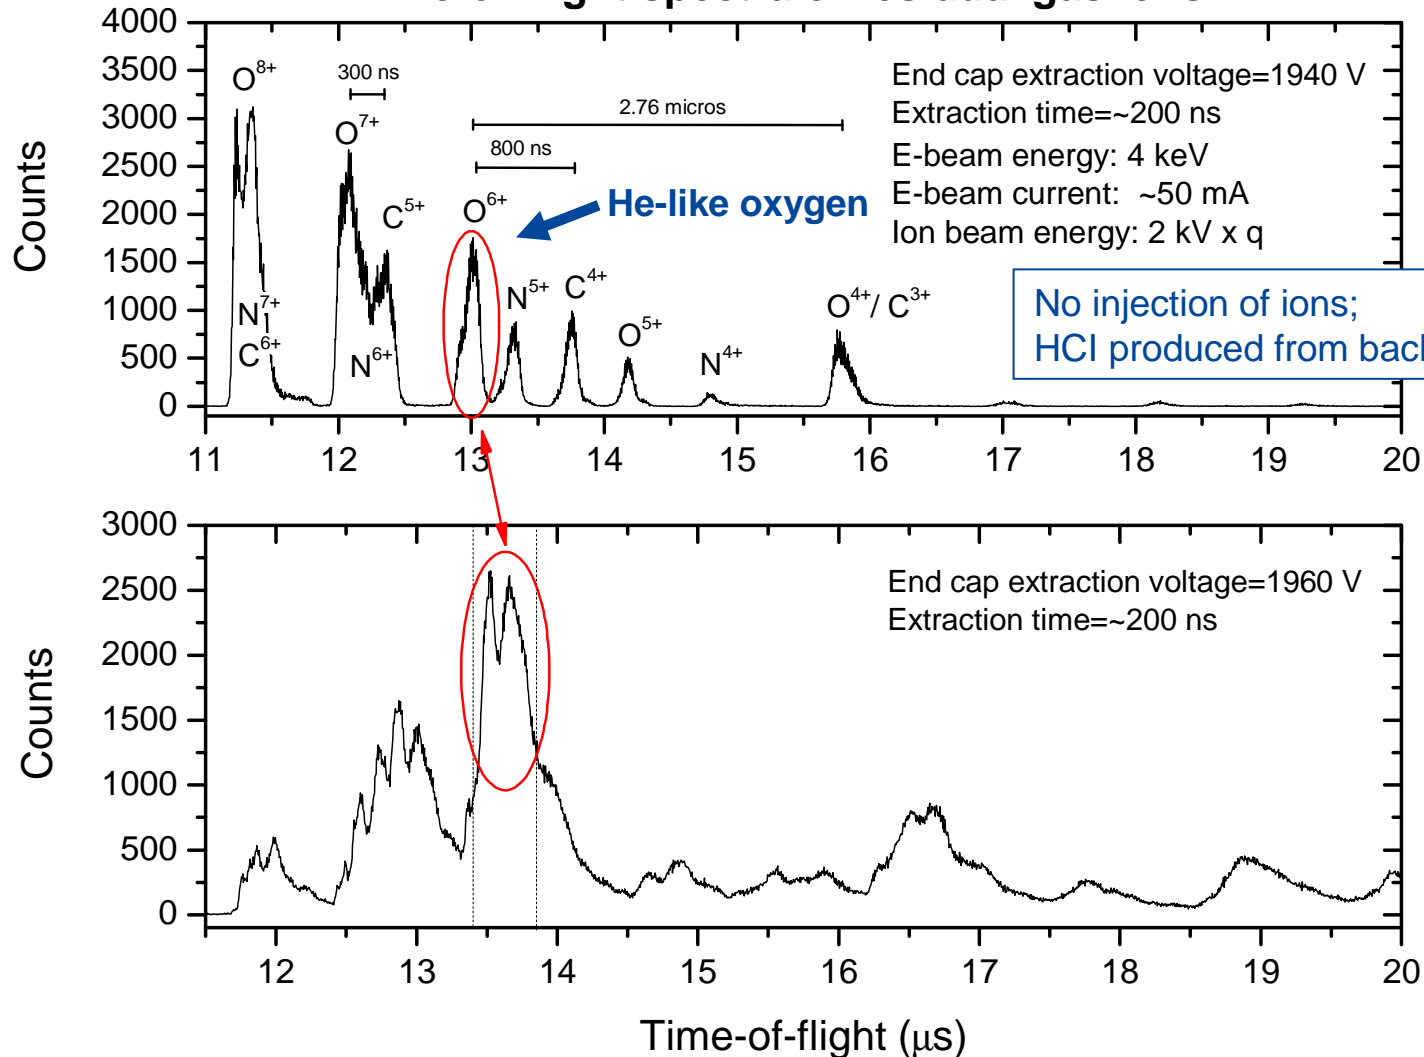 4000
3500
3000
2500
2000
1500
1000
500
0
Counts
O8+
300 ns
O7+
C5+
2.76 micros
800 ns
O6+
He-like oxygen
N7+
C6+
N6+
N5+
C4+
O5+
N4+
O4+/ C3+
End cap extraction voltage=1940 V
Extraction time=~200 ns
E-beam energy: 4 keV
E-beam current: ~50 mA
Ion beam energy: 2 kV x q
No injection of ions;
HCI produced from
11 12 13 14 15 16 17 18 19 20
3000
2500
2000
1500
1000
500
0
Counts
End cap extraction voltage=1960 V
Extraction time=~200 ns
12 13 14 15 16 17 18 19 20
Time-of-flight (μs)